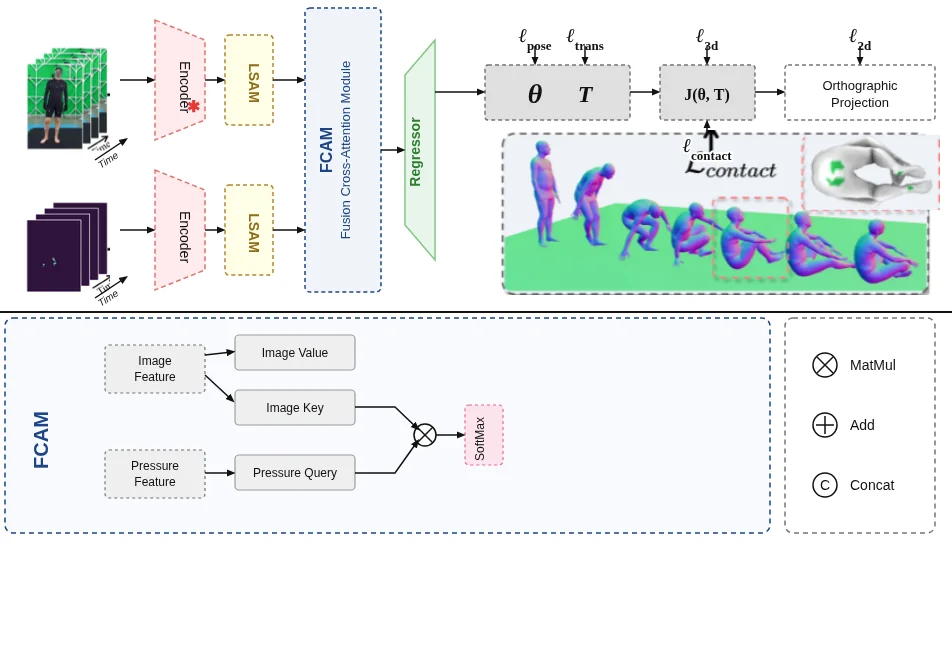 ℓpose
ℓtrans
ℓ3d
ℓ2d
Encoder
LSAM
FCAM
Fusion Cross-Attention Module
Regressor
θ T
J(θ, T)
Orthographic
Projection
Time
ℓcontact
ℒcontact
Encoder
LSAM
Time
FCAM
Image
Feature
Image Value
Image Key
Pressure
Feature
Pressure Query
SoftMax
MatMul
Add
C Concat